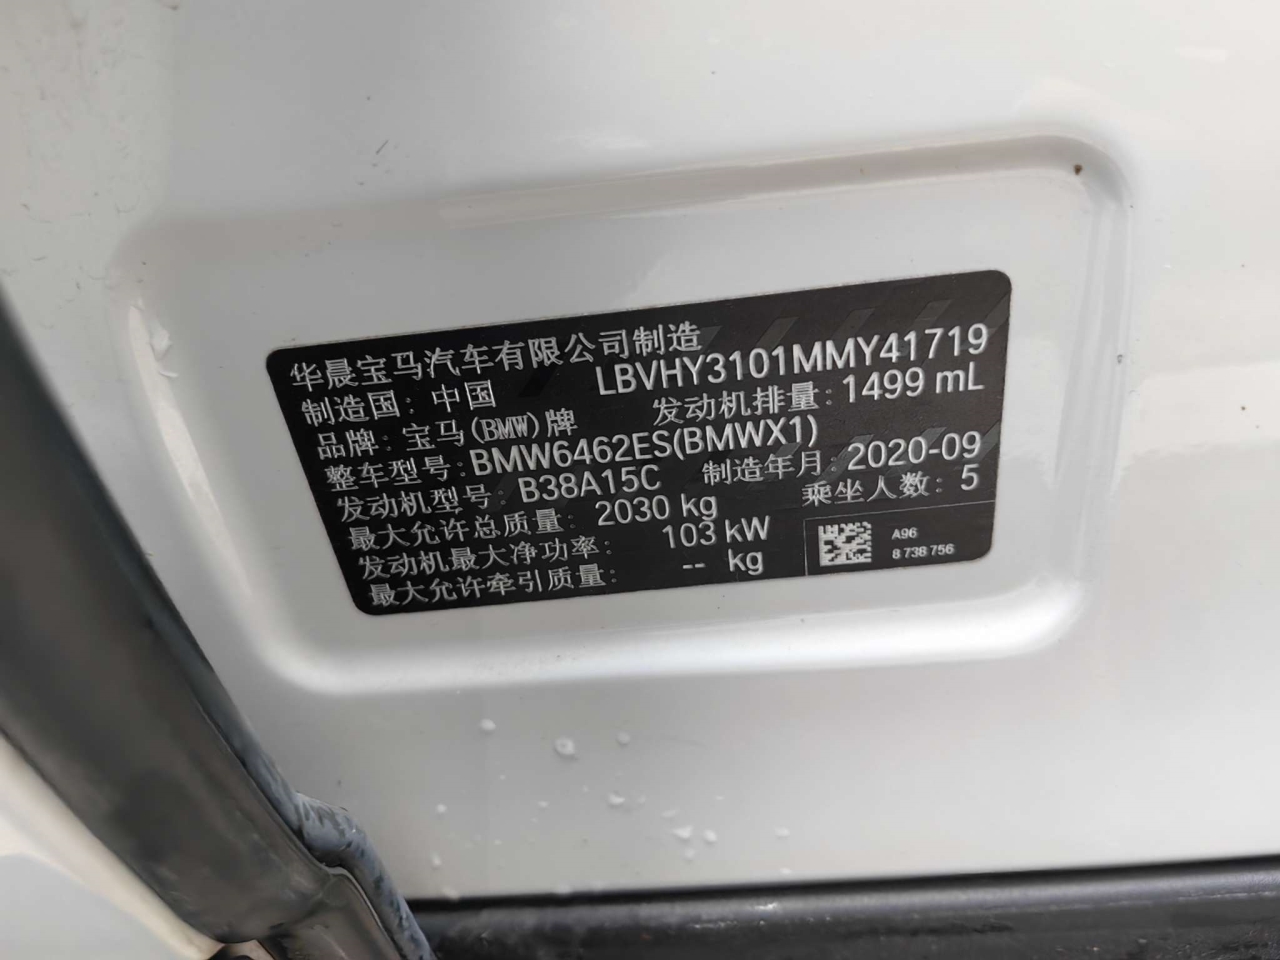 华晨宝马汽车有限公司制造
制造国: 中国 LBVHY3101MMY41719
品牌: 宝马(BMW)牌 发动机排量: 1499 mL
整车型号: BMW6462ES(BMWX1)
发动机型号: B38A15C 制造年月: 2020-09
最大允许总质量: 2030 kg 乘坐人数: 5
发动机最大净功率: 103 kW
最大允许牵引质量: -- kg
A96
8 738 756